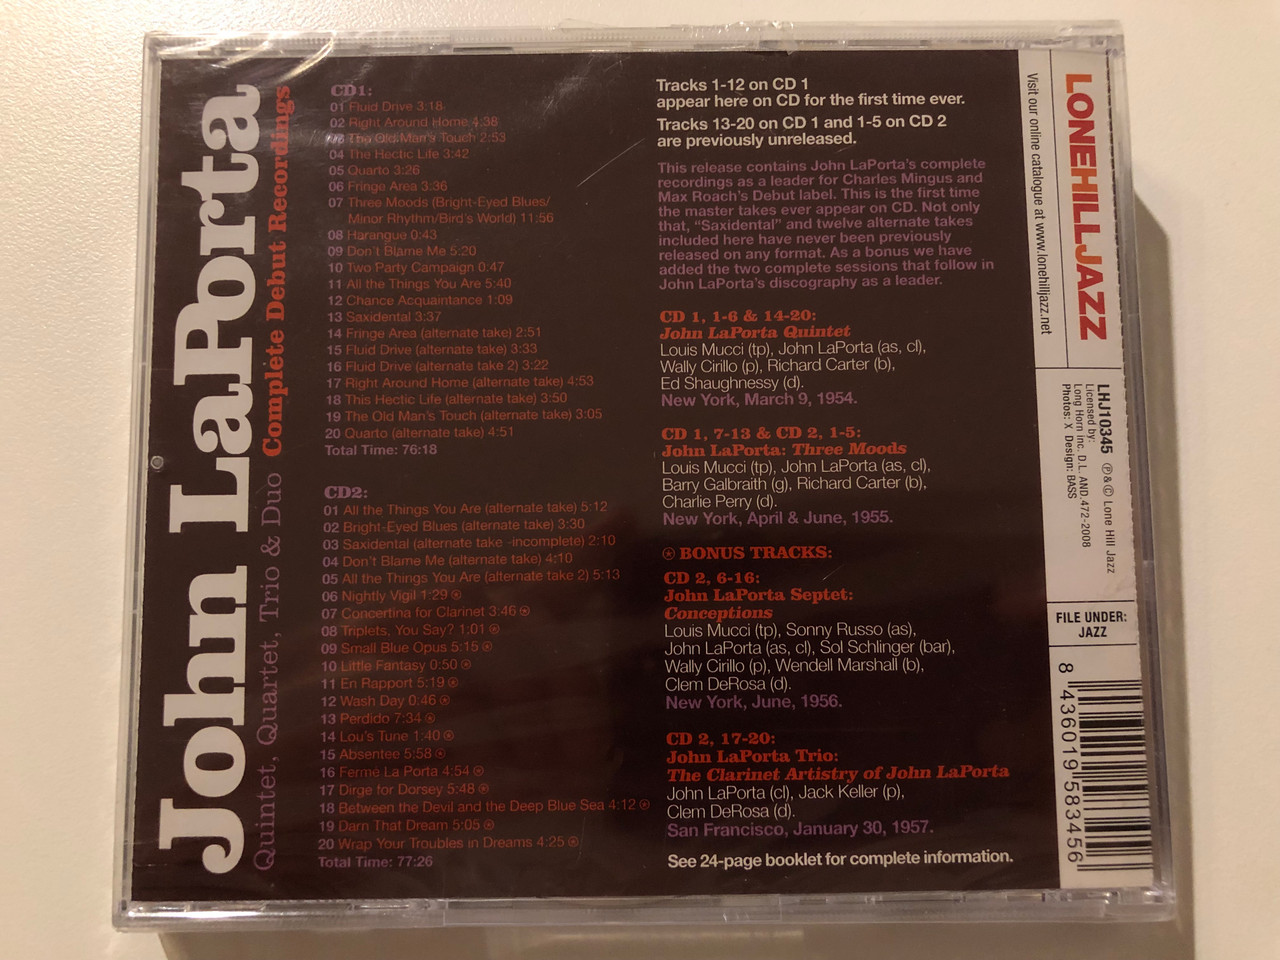 John LaPorta
Quintet, Quartet, Trio & Duo Complete Debut Recordings
CD1:
01 Fluid Drive 3:18
02 Right Around Home 4:38
03 The Old Man's Touch 2:53
04 The Hectic Life 3:42
05 Quarto 3:26
06 Fringe Area 3:36
07 Three Moods (Bright-Eyed Blues/
Minor Rhythm/Bird's World) 11:56
08 Harangue 0:43
09 Don't Blame Me 5:20
10 Two Party Campaign 0:47
11 All the Things You Are 5:40
12 Chance Acquaintance 1:09
13 Saxidental 3:37
14 Fringe Area (alternate take) 2:51
15 Fluid Drive (alternate take) 3:33
16 Fluid Drive (alternate take 2) 3:22
17 Right Around Home (alternate take) 4:53
18 This Hectic Life (alternate take) 3:50
19 The Old Man's Touch (alternate take) 3:05
20 Quarto (alternate take) 4:51
Total Time: 76:18
CD2:
01 All the Things You Are (alternate take) 5:12
02 Bright-Eyed Blues (alternate take) 3:30
03 Saxidental (alternate take -incomplete) 2:10
04 Don't Blame Me (alternate take) 4:10
05 All the Things You Are (alternate take 2) 5:13
06 Nightly Vigil 1:29
07 Concertina for Clarinet 3:46
08 Triplets, You Say? 1:01
09 Small Blue Opus 5:15
10 Little Fantasy 0:50
11 En Rapport 5:19
12 Wash Day 0:46
13 Perdido 7:34
14 Lou's Tune 1:40
15 Absentee 5:58
16 Fermé La Porta 4:54
17 Dirge for Dorsey 5:48
18 Between the Devil and the Deep Blue Sea 4:12
19 Darn That Dream 5:05
20 Wrap Your Troubles in Dreams 4:25
Total Time: 77:26
Tracks 1-12 on CD 1
appear here on CD for the first time ever.
Tracks 13-20 on CD 1 and 1-5 on CD 2
are previously unreleased.
This release contains John LaPorta's complete
recordings as a leader for Charles Mingus and
Max Roach's Debut label. This is the first time
the master takes ever appear on CD. Not only
that, "Saxidental" and twelve alternate takes
included here have never been previously
released on any format. As a bonus we have
added the two complete sessions that follow in
John LaPorta's discography as a leader.
CD 1, 1-6 & 14-20:
John LaPorta Quintet
Louis Mucci (tp), John LaPorta (as, cl),
Wally Cirillo (p), Richard Carter (b),
Ed Shaughnessy (d).
New York, March 9, 1954.
CD 1, 7-13 & CD 2, 1-5:
John LaPorta: Three Moods
Louis Mucci (tp), John LaPorta (as, cl),
Barry Galbraith (g), Richard Carter (b),
Charlie Perry (d).
New York, April & June, 1955.
BONUS TRACKS:
CD 2, 6-16:
John LaPorta Septet:
Conceptions
Louis Mucci (tp), Sonny Russo (as),
John LaPorta (as, cl), Sol Schlinger (bar),
Wally Cirillo (p), Wendell Marshall (b),
Clem DeRosa (d).
New York, June, 1956.
CD 2, 17-20:
John LaPorta Trio:
The Clarinet Artistry of John LaPorta
John LaPorta (cl), Jack Keller (p),
Clem DeRosa (d).
San Francisco, January 30, 1957.
See 24-page booklet for complete information.
LONEHILLJAZZ
Visit our online catalogue at www.lonehilljazz.net
LHJ10345 ℗ & © Lone Hill Jazz
Licensed by:
Long Horn inc. D.L. AND.472-2008
Photos: X Design: BASS
FILE UNDER:
JAZZ
8 436019 583456